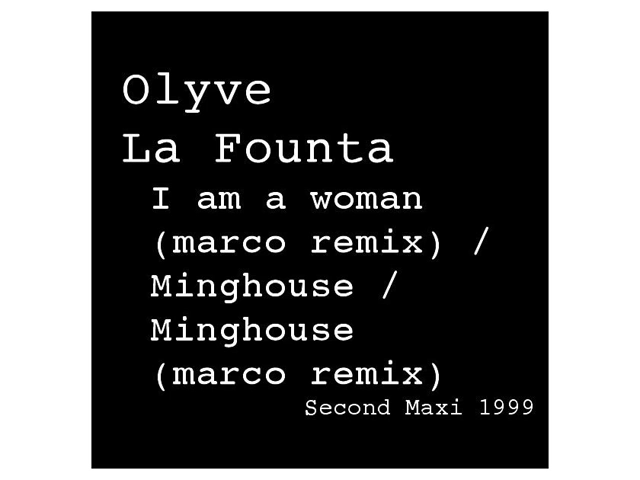 Olyve
La Founta
I am a woman
(marco remix) /
Minghouse /
Minghouse
(marco remix)
Second Maxi 1999